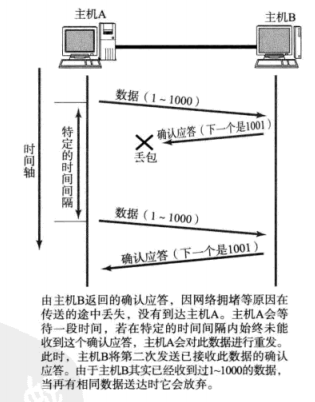 主机A
主机B
数据（1~1000）
确认应答（下一个是1001）
丢包
特定的时间间隔
时间轴
数据（1~1000）
确认应答（下一个是1001）
由主机B返回的确认应答，因网络拥堵等原因在
传送的途中丢失，没有到达主机A。主机A会等
待一段时间，若在特定的时间间隔内始终未能
收到这个确认应答，主机A会对此数据进行重发。
此时，主机B将第二次发送已接收此数据的确认
应答。由于主机B其实已经收到过1~1000的数据，
当再有相同数据送达时它会放弃。